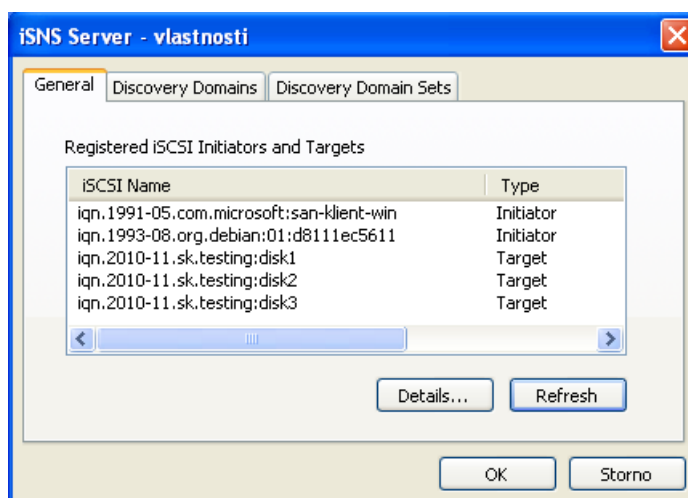 iSNS Server - vlastnosti
General Discovery Domains Discovery Domain Sets
Registered iSCSI Initiators and Targets
iSCSI Name Type
iqn.1991-05.com.microsoft:san-klient-win Initiator
iqn.1993-08.org.debian:01:d8111ec5611 Initiator
iqn.2010-11.sk.testing:disk1 Target
iqn.2010-11.sk.testing:disk2 Target
iqn.2010-11.sk.testing:disk3 Target
Details... Refresh
OK Storno